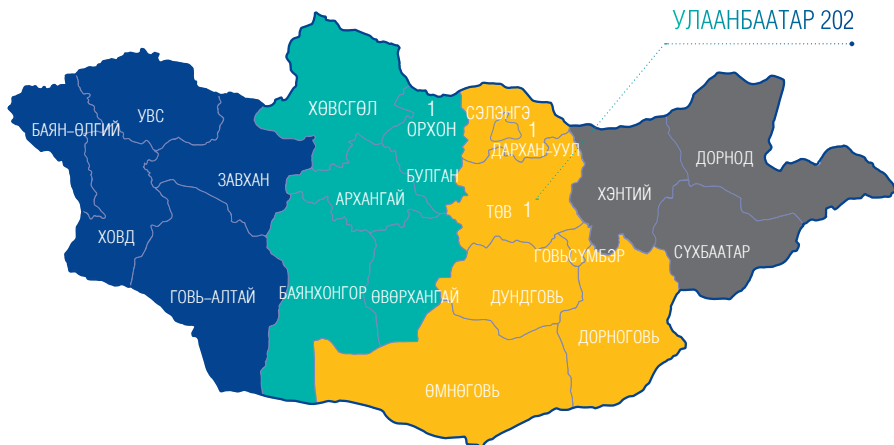 УЛААНБААТАР 202
ХӨВСГӨЛ
1
ОРХОН
СЭЛЭНГЭ
1
ДАРХАН-УУЛ
УВС
БАЯН-ӨЛГИЙ
ЗАВХАН
АРХАНГАЙ
БУЛГАН
ТӨВ 1
ХЭНТИЙ
ДОРНОД
ХОВД
ГОВЬ-АЛТАЙ
БАЯНХОНГОР
ӨВӨРХАНГАЙ
ДУНДГОВЬ
ГОВЬСҮМБЭР
СҮХБААТАР
ДОРНОГОВЬ
ӨМНӨГОВЬ